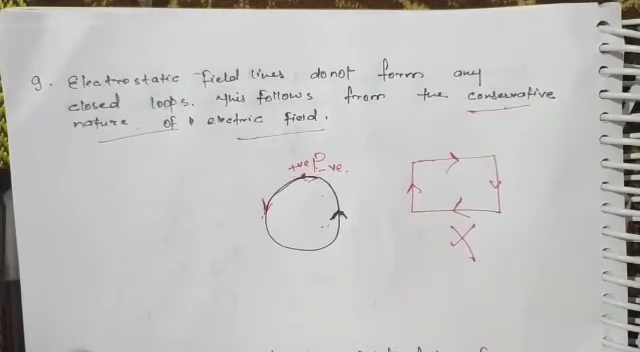 9. Electrostatic field lines donot form any
closed loops. This follows from the conservative
nature of electric field.
+ve P -ve.